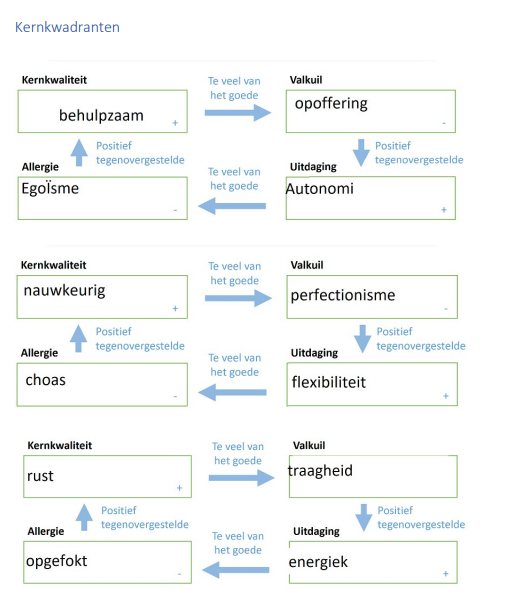 Kernkwadranten
Kernkwaliteit
Te veel van
het goede
Valkuil
behulpzaam
+
opoffering
-
Positief
tegenovergestelde
Positief
tegenovergestelde
Allergie
Te veel van
het goede
Uitdaging
EgoÏsme
-
Autonomi
+
Kernkwaliteit
Te veel van
het goede
Valkuil
nauwkeurig
+
perfectionisme
-
Positief
tegenovergestelde
Positief
tegenovergestelde
Allergie
Te veel van
het goede
Uitdaging
choas
-
flexibiliteit
+
Kernkwaliteit
Te veel van
het goede
Valkuil
rust
+
traagheid
Positief
tegenovergestelde
Positief
tegenovergestelde
Allergie
Te veel van
het goede
Uitdaging
opgefokt
-
energiek
+